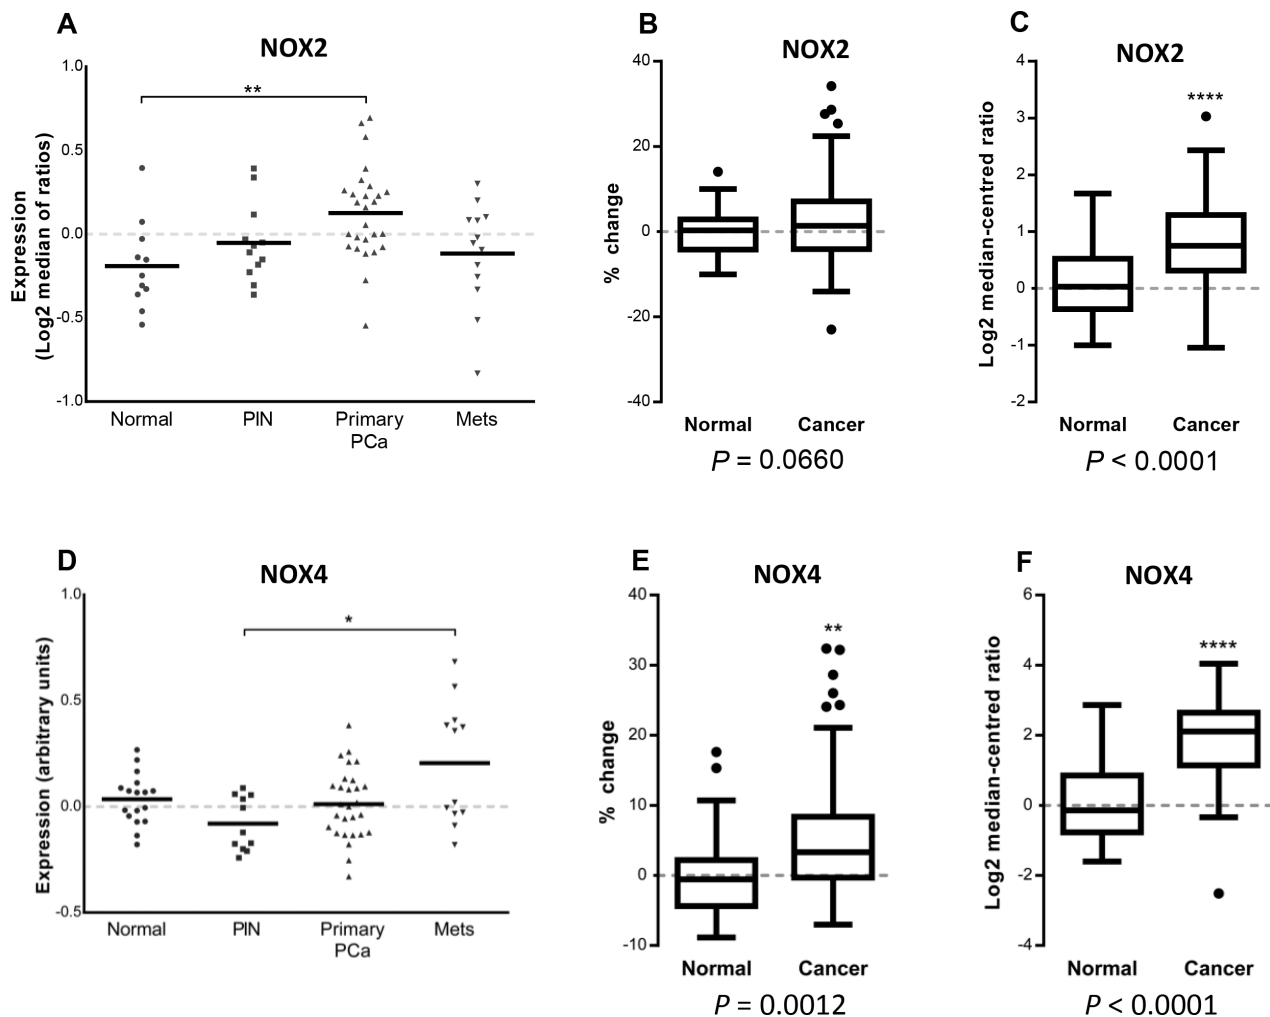 A
NOX2
1.0
0.5
0.0
-0.5
-1.0
Expression
(Log2 median of ratios)
**
Normal
PIN
Primary
PCa
Mets
B
NOX2
40
20
0
-20
-40
% change
Normal
Cancer
P = 0.0660
C
NOX2
4
3
2
1
0
-1
-2
Log2 median-centred ratio
****
Normal
Cancer
P < 0.0001
D
NOX4
1.0
0.5
0.0
-0.5
Expression (arbitrary units)
*
Normal
PIN
Primary
PCa
Mets
E
NOX4
40
30
20
10
0
-10
% change
**
Normal
Cancer
P = 0.0012
F
NOX4
6
4
2
0
-2
-4
Log2 median-centred ratio
****
Normal
Cancer
P < 0.0001